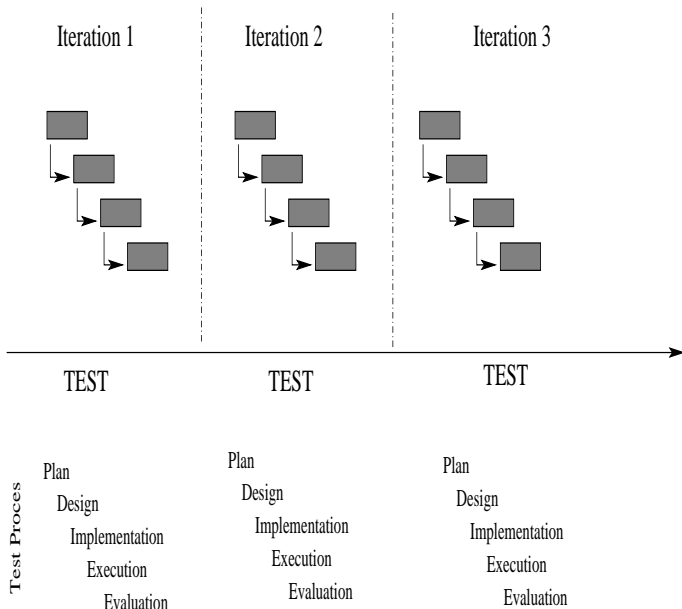 Iteration 1
Iteration 2
Iteration 3
TEST
TEST
TEST
Test Proces
Plan
Design
Implementation
Execution
Evaluation
Plan
Design
Implementation
Execution
Evaluation
Plan
Design
Implementation
Execution
Evaluation